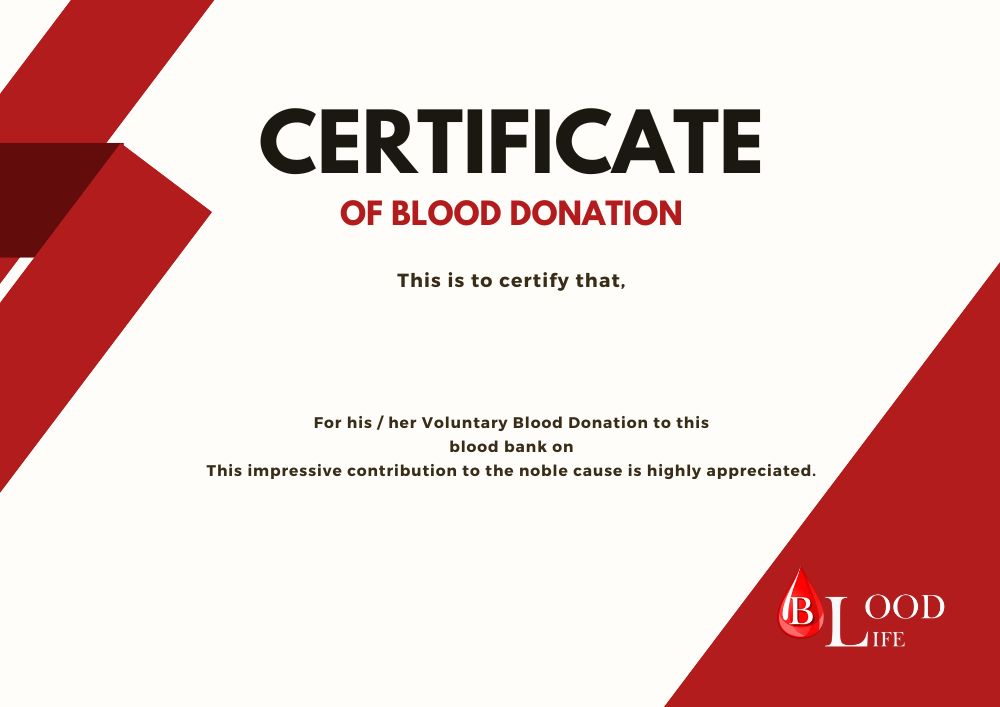 CERTIFICATE
OF BLOOD DONATION
This is to certify that,
For his / her Voluntary Blood Donation to this
blood bank on
This impressive contribution to the noble cause is highly appreciated.
BLOOD
LIFE